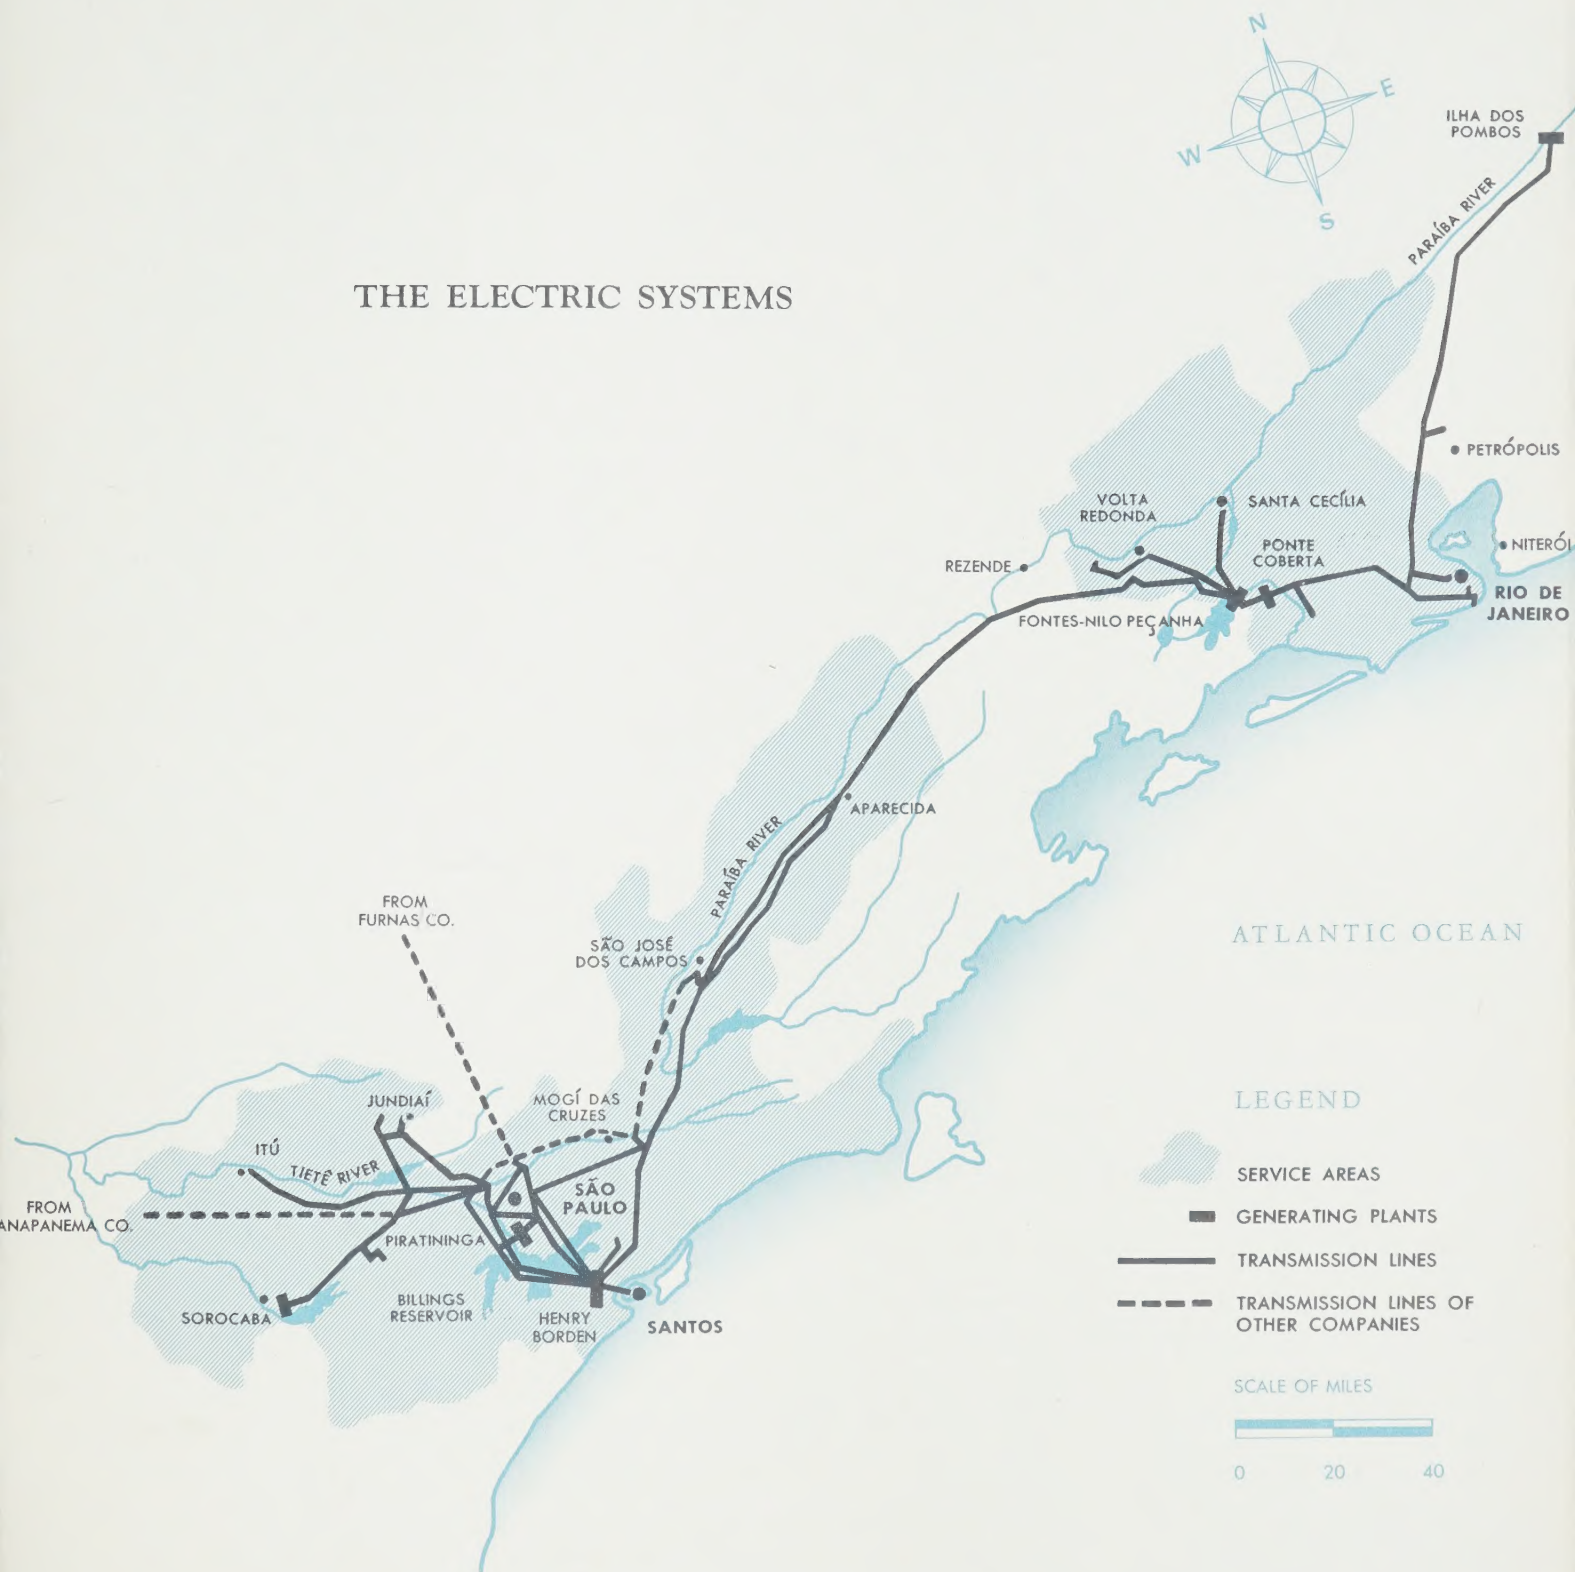 N
E
W
S
ILHA DOS
POMBOS
PARAÍBA RIVER
THE ELECTRIC SYSTEMS
PETRÓPOLIS
VOLTA
REDONDA
SANTA CECÍLIA
PONTE
COBERTA
NITERÓI
REZENDE
RIO DE
JANEIRO
FONTES-NILO PEÇANHA
APARECIDA
PARAÍBA RIVER
FROM
FURNAS CO.
SÃO JOSÉ
DOS CAMPOS
ATLANTIC OCEAN
JUNDIAÍ
MOGÍ DAS
CRUZES
ITÚ
TIETÊ RIVER
SÃO
PAULO
FROM
ANAPANEMA CO.
PIRATININGA
SOROCABA
BILLINGS
RESERVOIR
HENRY
BORDEN
SANTOS
LEGEND
SERVICE AREAS
GENERATING PLANTS
TRANSMISSION LINES
TRANSMISSION LINES OF
OTHER COMPANIES
SCALE OF MILES
0 20 40